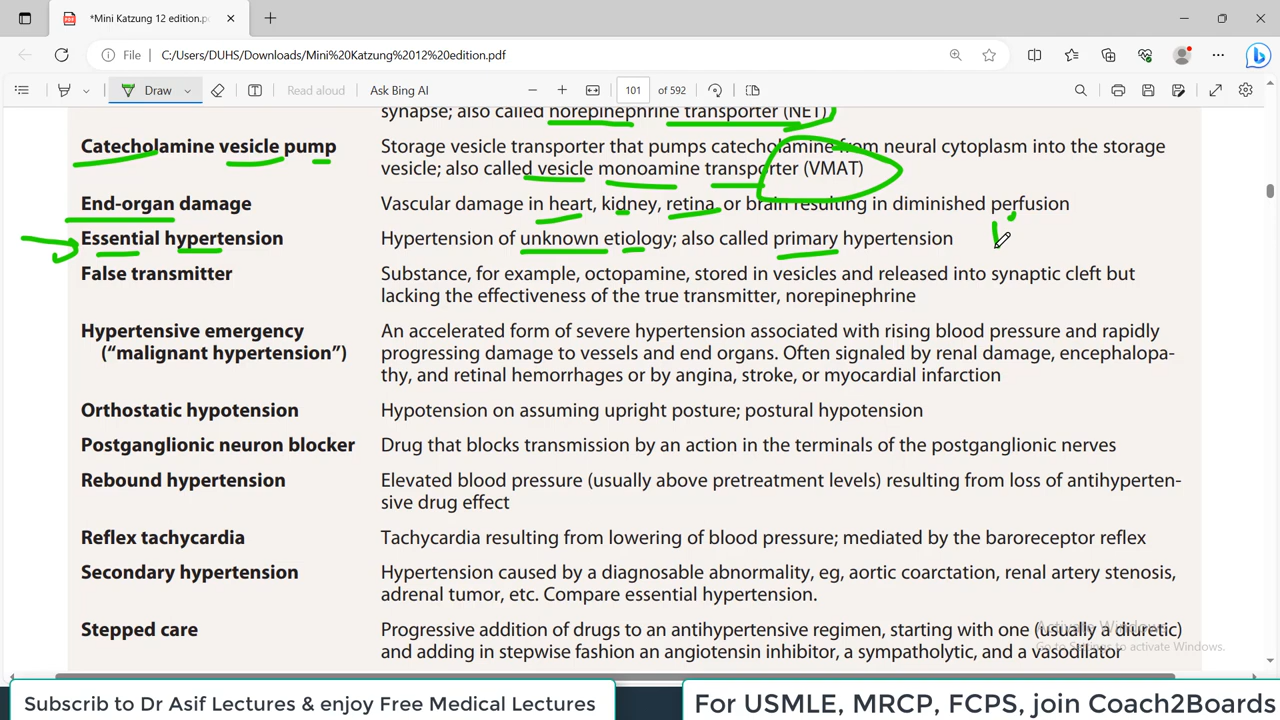 *Mini Katzung 12 edition.p
File C:/Users/DUHS/Downloads/Mini%20Katzung%2012%20edition.pdf
Draw Read aloud Ask Bing AI 101 of 592
synapse; also called norepinephrine transporter (NET)
Catecholamine vesicle pump Storage vesicle transporter that pumps catecholamine from neural cytoplasm into the storage
vesicle; also called vesicle monoamine transporter (VMAT)
End-organ damage Vascular damage in heart, kidney, retina, or brain resulting in diminished perfusion
Essential hypertension Hypertension of unknown etiology; also called primary hypertension
False transmitter Substance, for example, octopamine, stored in vesicles and released into synaptic cleft but
lacking the effectiveness of the true transmitter, norepinephrine
Hypertensive emergency An accelerated form of severe hypertension associated with rising blood pressure and rapidly
("malignant hypertension") progressing damage to vessels and end organs. Often signaled by renal damage, encephalopa-
thy, and retinal hemorrhages or by angina, stroke, or myocardial infarction
Orthostatic hypotension Hypotension on assuming upright posture; postural hypotension
Postganglionic neuron blocker Drug that blocks transmission by an action in the terminals of the postganglionic nerves
Rebound hypertension Elevated blood pressure (usually above pretreatment levels) resulting from loss of antihyperten-
sive drug effect
Reflex tachycardia Tachycardia resulting from lowering of blood pressure; mediated by the baroreceptor reflex
Secondary hypertension Hypertension caused by a diagnosable abnormality, eg, aortic coarctation, renal artery stenosis,
adrenal tumor, etc. Compare essential hypertension.
Stepped care Progressive addition of drugs to an antihypertensive regimen, starting with one (usually a diuretic)
and adding in stepwise fashion an angiotensin inhibitor, a sympatholytic, and a vasodilator
Activate Windows
Go to Settings to activate Windows.
Subscrib to Dr Asif Lectures & enjoy Free Medical Lectures
For USMLE, MRCP, FCPS, join Coach2Boards